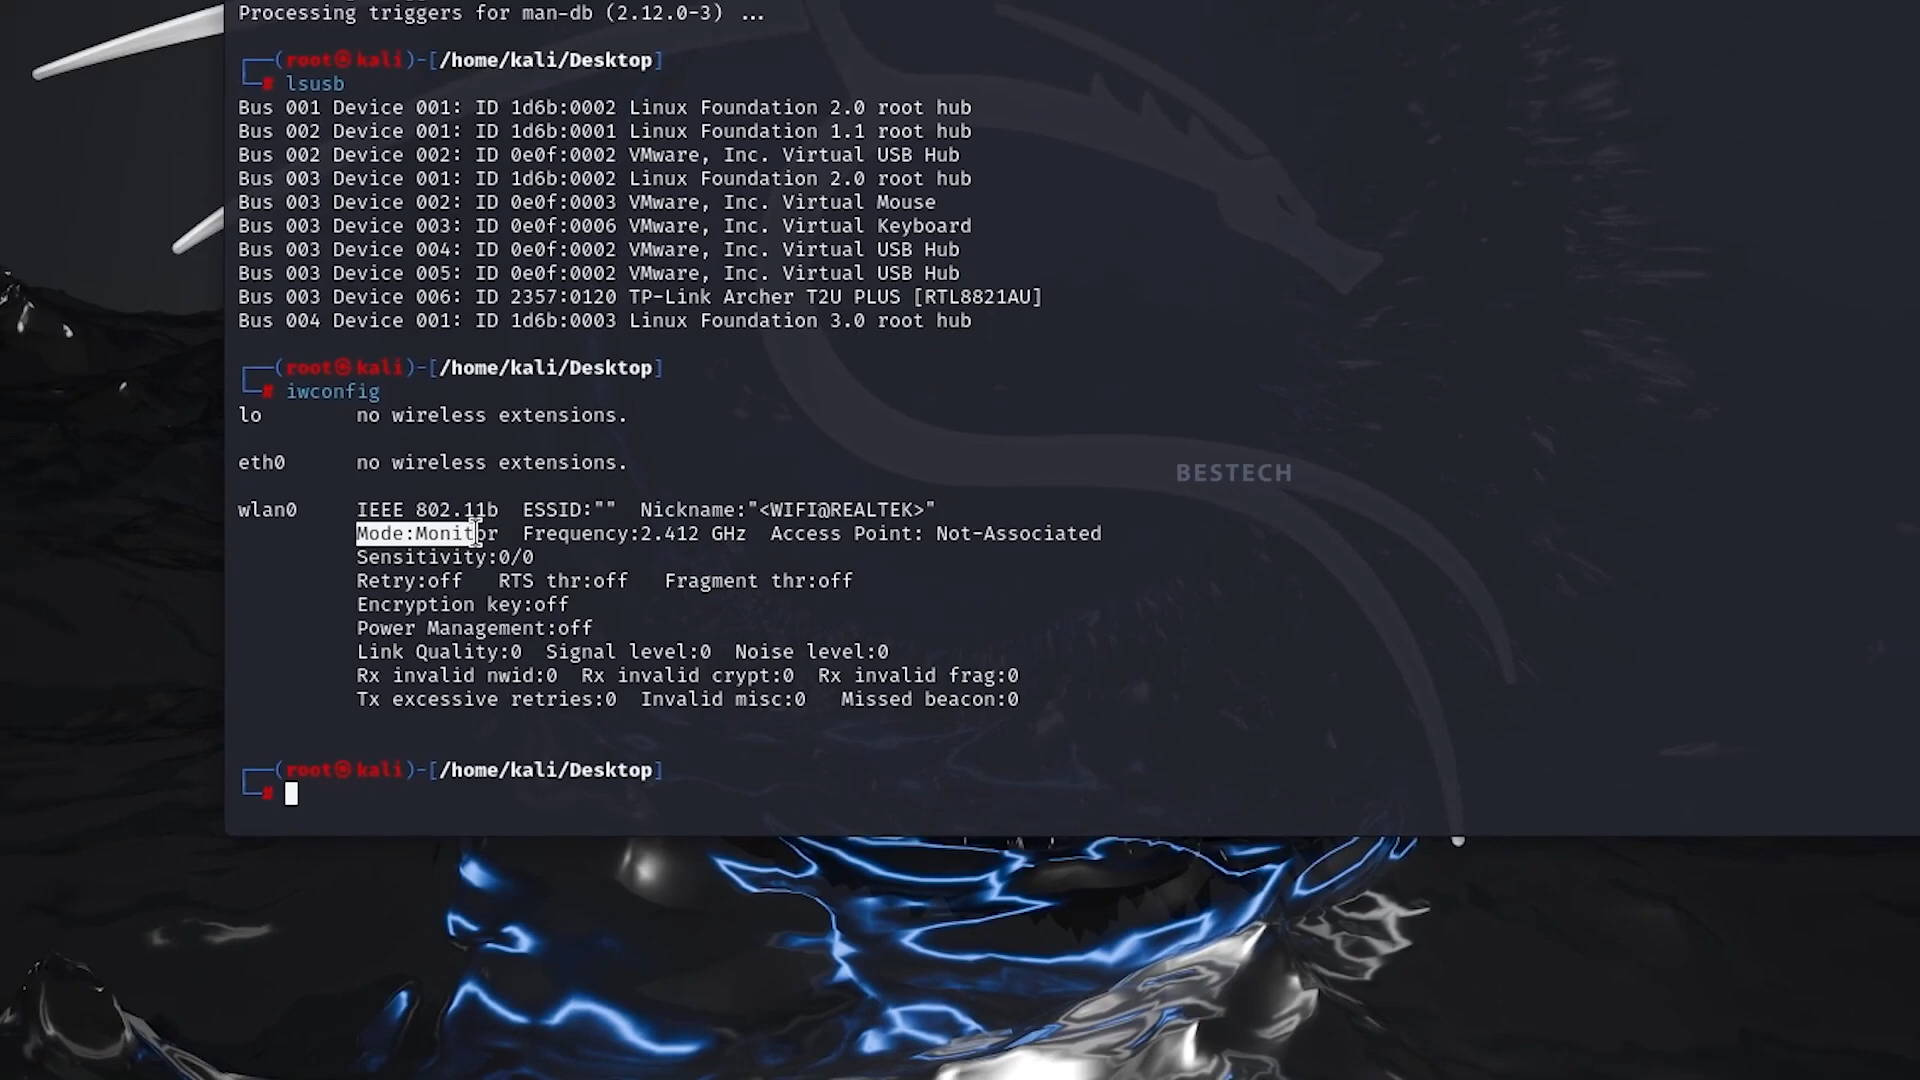 Processing triggers for man-db (2.12.0-3) ...
┌──(root㉿kali)-[/home/kali/Desktop]
└─# lsusb
Bus 001 Device 001: ID 1d6b:0002 Linux Foundation 2.0 root hub
Bus 002 Device 001: ID 1d6b:0001 Linux Foundation 1.1 root hub
Bus 002 Device 002: ID 0e0f:0002 VMware, Inc. Virtual USB Hub
Bus 003 Device 001: ID 1d6b:0002 Linux Foundation 2.0 root hub
Bus 003 Device 002: ID 0e0f:0003 VMware, Inc. Virtual Mouse
Bus 003 Device 003: ID 0e0f:0006 VMware, Inc. Virtual Keyboard
Bus 003 Device 004: ID 0e0f:0002 VMware, Inc. Virtual USB Hub
Bus 003 Device 005: ID 0e0f:0002 VMware, Inc. Virtual USB Hub
Bus 003 Device 006: ID 2357:0120 TP-Link Archer T2U PLUS [RTL8821AU]
Bus 004 Device 001: ID 1d6b:0003 Linux Foundation 3.0 root hub
┌──(root㉿kali)-[/home/kali/Desktop]
└─# iwconfig
lo        no wireless extensions.
eth0      no wireless extensions.
BESTECH
wlan0     IEEE 802.11b  ESSID:""  Nickname:"<WIFI@REALTEK>"
          Mode:Monitor  Frequency:2.412 GHz  Access Point: Not-Associated
          Sensitivity:0/0
          Retry:off   RTS thr:off   Fragment thr:off
          Encryption key:off
          Power Management:off
          Link Quality:0  Signal level:0  Noise level:0
          Rx invalid nwid:0  Rx invalid crypt:0  Rx invalid frag:0
          Tx excessive retries:0  Invalid misc:0   Missed beacon:0
┌──(root㉿kali)-[/home/kali/Desktop]
└─#